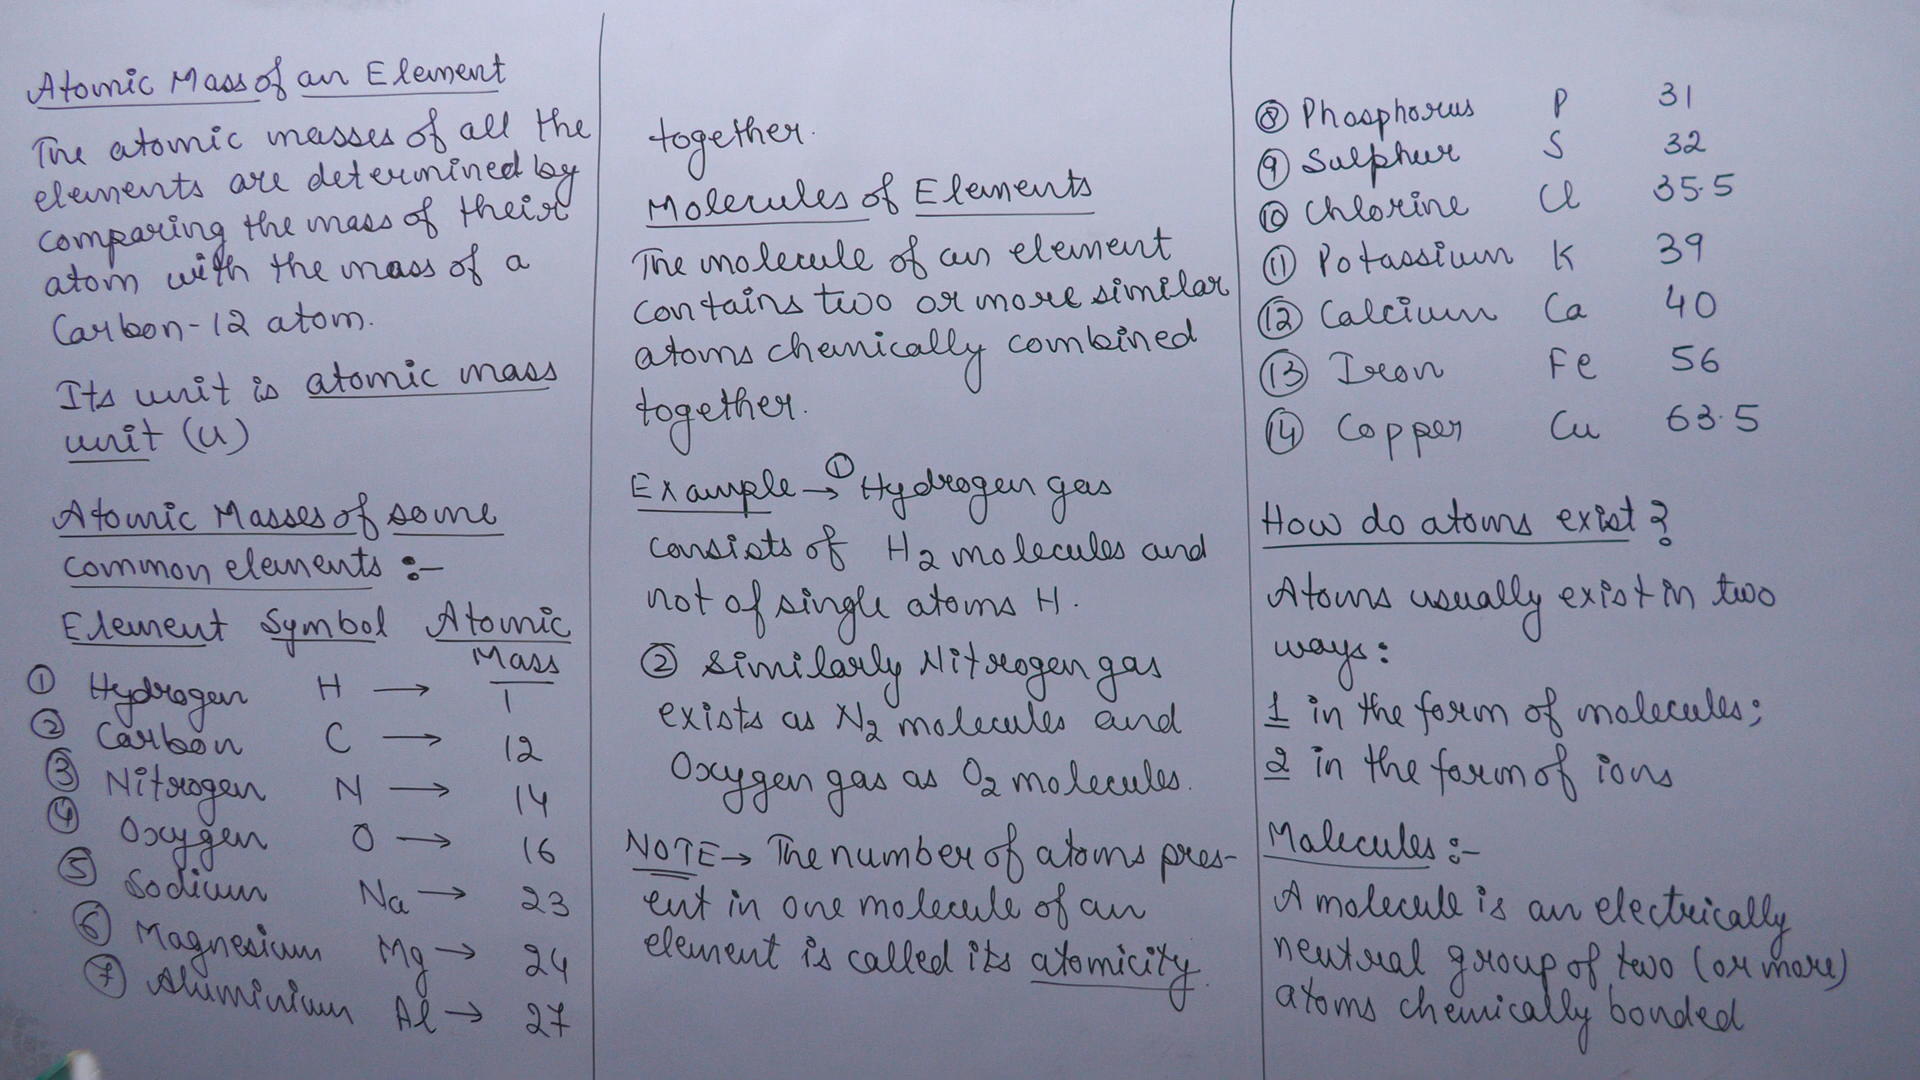 Atomic Mass of an Element
The atomic masses of all the
elements are determined by
comparing the mass of their
atom with the mass of a
Carbon-12 atom.
Its unit is atomic mass
unit (u)
Atomic Masses of some
common elements :-
Element Symbol Atomic
Mass
① Hydrogen H → 1
② Carbon C → 12
③ Nitrogen N → 14
④ Oxygen O → 16
⑤ Sodium Na → 23
⑥ Magnesium Mg → 24
⑦ Aluminium Al → 27
together.
Molecules of Elements
The molecule of an element
contains two or more similar
atoms chemically combined
together.
Example → ① Hydrogen gas
consists of H2 molecules and
not of single atoms H.
② Similarly Nitrogen gas
exists as N2 molecules and
Oxygen gas as O2 molecules.
NOTE → The number of atoms pres-
ent in one molecule of an
element is called its atomicity.
⑧ Phosphorus P 31
⑨ Sulphur S 32
⑩ Chlorine Cl 35.5
⑪ Potassium K 39
⑫ Calcium Ca 40
⑬ Iron Fe 56
⑭ Copper Cu 63.5
How do atoms exist?
Atoms usually exist in two
ways:
1 in the form of molecules;
2 in the form of ions
Molecules :-
A molecule is an electrically
neutral group of two (or more)
atoms chemically bonded